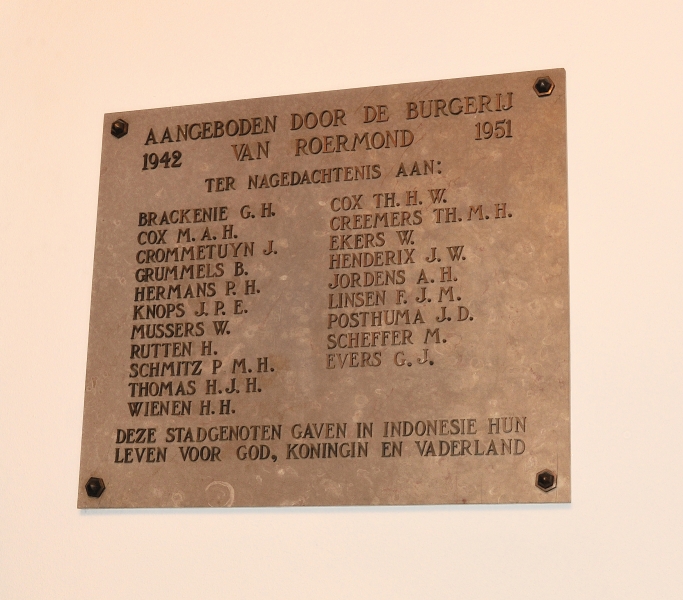 AANGEBODEN DOOR DE BURGERIJ
1942 VAN ROERMOND 1951
TER NAGEDACHTENIS AAN:
BRACKENIE G. H.
COX M. A. H.
CROMMETUYN J.
GRUMMELS B.
HERMANS P. H.
KNOPS J. P. E.
MUSSERS W.
RUTTEN H.
SCHMITZ P M. H.
THOMAS H. J. H.
WIENEN H. H.
COX TH. H. W.
CREEMERS TH. M. H.
EKERS W.
HENDERIX J. W.
JORDENS A. H.
LINSEN F. J. M.
POSTHUMA J. D.
SCHEFFER M.
EVERS G. J.
DEZE STADGENOTEN GAVEN IN INDONESIE HUN
LEVEN VOOR GOD, KONINGIN EN VADERLAND